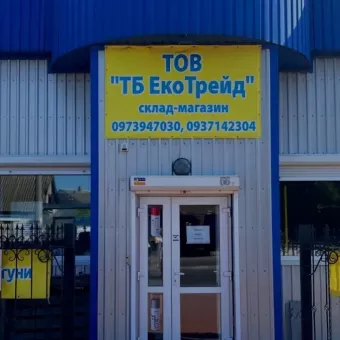 ТОВ
"ТБ ЕкоТрейд"
склад-магазин
0973947030, 0937142304
гуни